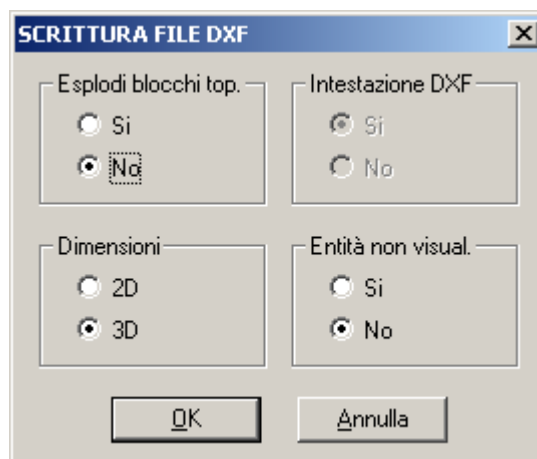 SCRITTURA FILE DXF
Esplodi blocchi top.
Si
No
Intestazione DXF
Si
No
Dimensioni
2D
3D
Entità non visual.
Si
No
OK
Annulla